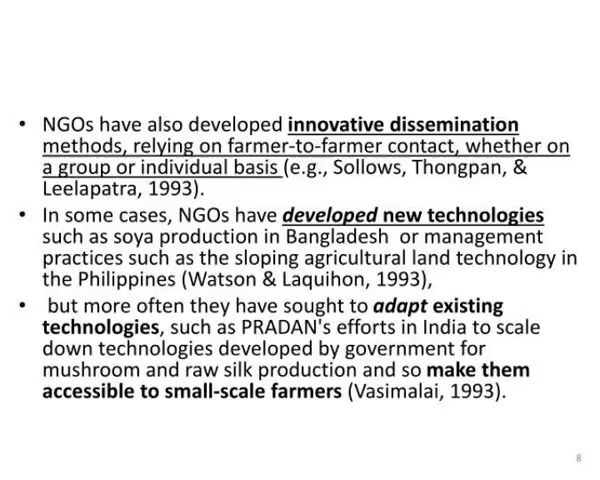 • NGOs have also developed innovative dissemination
methods, relying on farmer-to-farmer contact, whether on
a group or individual basis (e.g., Sollows, Thongpan, &
Leelapatra, 1993).
• In some cases, NGOs have developed new technologies
such as soya production in Bangladesh or management
practices such as the sloping agricultural land technology in
the Philippines (Watson & Laquihon, 1993),
• but more often they have sought to adapt existing
technologies, such as PRADAN's efforts in India to scale
down technologies developed by government for
mushroom and raw silk production and so make them
accessible to small-scale farmers (Vasimalai, 1993).
8